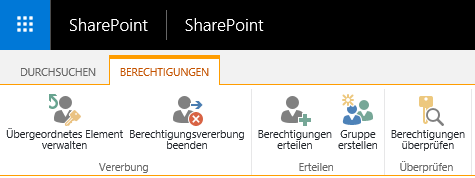 SharePoint SharePoint
DURCHSUCHEN BERECHTIGUNGEN
Übergeordnetes Element verwalten
Berechtigungsvererbung beenden
Berechtigungen erteilen
Gruppe erstellen
Berechtigungen überprüfen
Vererbung Erteilen Überprüfen